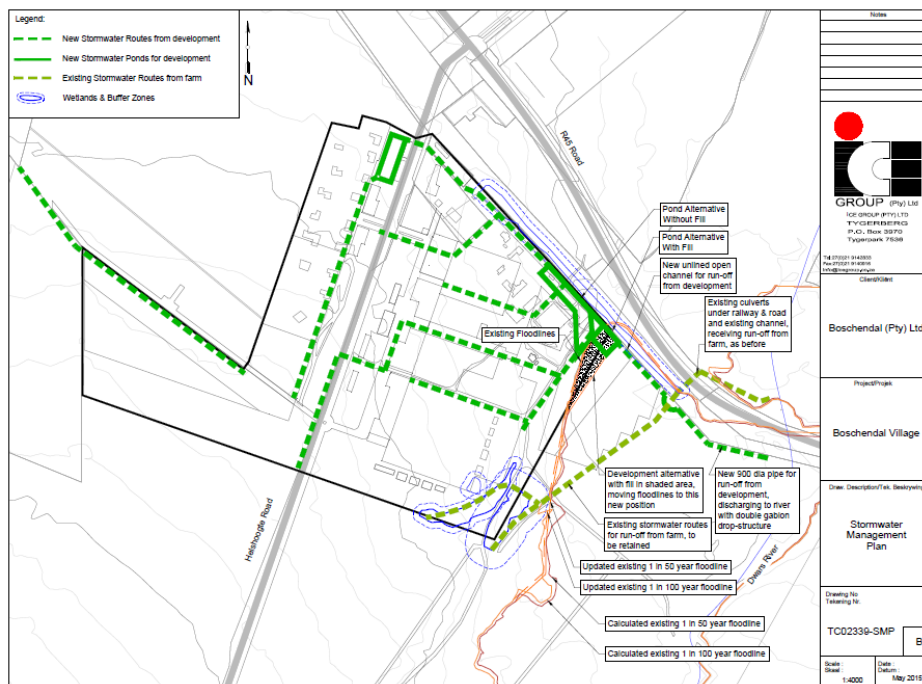 Legend:
New Stormwater Routes from development
New Stormwater Ponds for development
Existing Stormwater Routes from farm
Wetlands & Buffer Zones
N
R45 Road
Helshoogte Road
Dwars River
Existing Floodlines
Pond Alternative
Without Fill
Pond Alternative
With Fill
New unlined open
channel for run-off
from development
Existing culverts
under railway & road
and existing channel,
receiving run-off from
farm, as before
Development alternative
with fill in shaded area,
moving floodlines to this
new position
New 900 dia pipe for
run-off from
development,
discharging to river
with double gabion
drop-structure
Existing stormwater routes
for run-off from farm, to
be retained
Updated existing 1 in 50 year floodline
Updated existing 1 in 100 year floodline
Calculated existing 1 in 50 year floodline
Calculated existing 1 in 100 year floodline
Notes
GROUP (Pty) Ltd
ICE GROUP (PTY) LTD
TYGERBERG
P.O. Box 3970
Tygerpark 7536
Client/Kliënt
Boschendal (Pty) Ltd
Project/Projek
Boschendal Village
Draw. Description/Tek. Beskrywing
Stormwater
Management
Plan
Drawing No
Tekening Nr.
TC02339-SMP
B
Scale :
Skaal :
1:4000
Date :
Datum :
May 2019